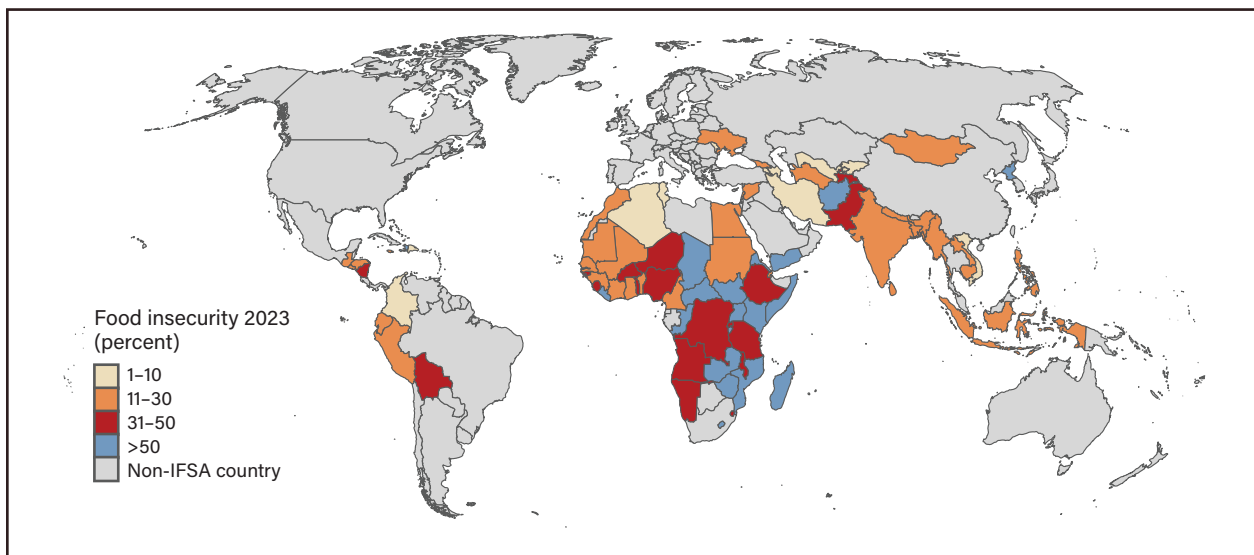 Food insecurity 2023
(percent)
1–10
11–30
31–50
>50
Non-IFSA country